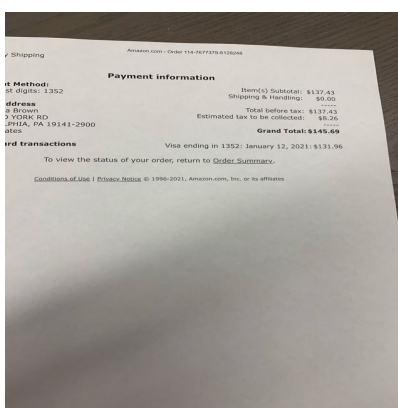 y Shipping
Amazon.com - Order 114-7677379-6126248
Payment information
t Method:
st digits: 1352
Item(s) Subtotal: $137.43
Shipping & Handling: $0.00
-----
ddress
a Brown
YORK RD
LPHIA, PA 19141-2900
ates
Total before tax: $137.43
Estimated tax to be collected: $8.26
-----
Grand Total: $145.69
rd transactions
Visa ending in 1352: January 12, 2021: $131.96
To view the status of your order, return to Order Summary.
Conditions of Use | Privacy Notice © 1996-2021, Amazon.com, Inc. or its affiliates